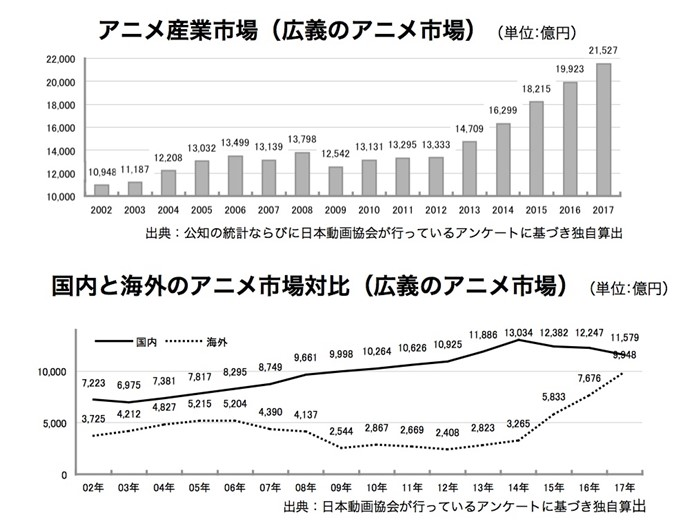 アニメ産業市場（広義のアニメ市場）（単位：億円）
22,000
20,000
18,000
16,000
14,000
12,000
10,000
10,948 11,187 12,208 13,032 13,499 13,139 13,798 12,542 13,131 13,295 13,333 14,709 16,299 18,215 19,923 21,527
2002 2003 2004 2005 2006 2007 2008 2009 2010 2011 2012 2013 2014 2015 2016 2017
出典：公知の統計ならびに日本動画協会が行っているアンケートに基づき独自算出
国内と海外のアニメ市場対比（広義のアニメ市場）（単位：億円）
国内 海外
10,000
5,000
0
7,223 6,975 7,381 7,817 8,295 8,749 9,661 9,998 10,264 10,626 10,925 11,886 13,034 12,382 12,247 11,579
3,725 4,212 4,827 5,215 5,204 4,390 4,137 2,544 2,867 2,669 2,408 2,823 3,265 5,833 7,676 9,948
02年 03年 04年 05年 06年 07年 08年 09年 10年 11年 12年 13年 14年 15年 16年 17年
出典：日本動画協会が行っているアンケートに基づき独自算出